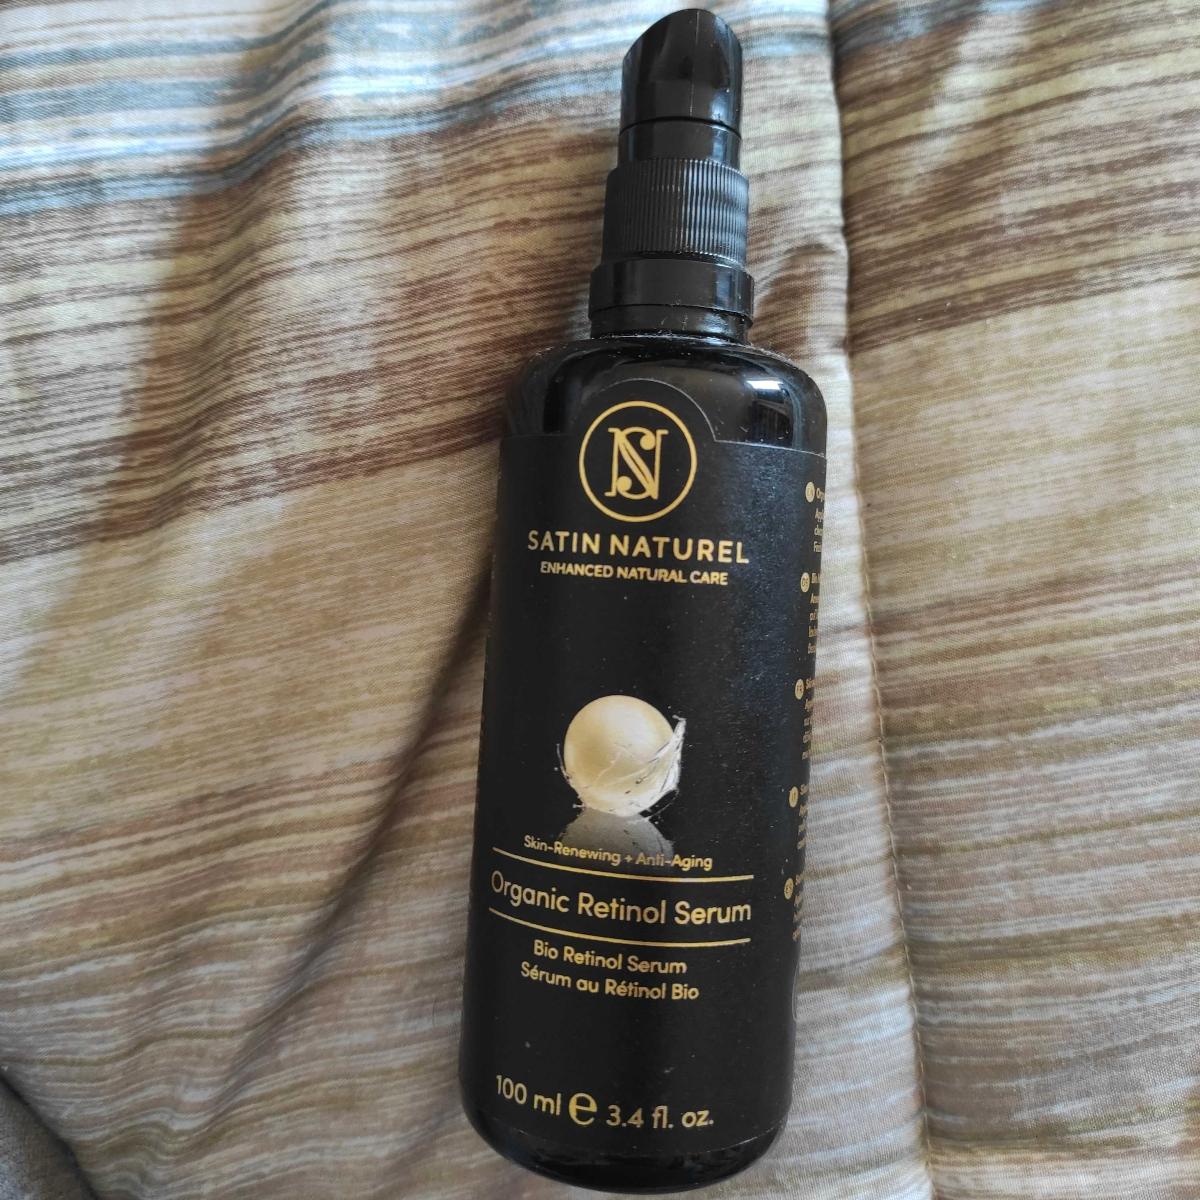 SN
SATIN NATUREL
ENHANCED NATURAL CARE
Skin-Renewing + Anti-Aging
Organic Retinol Serum
Bio Retinol Serum
Sérum au Rétinol Bio
100 ml e 3.4 fl. oz.